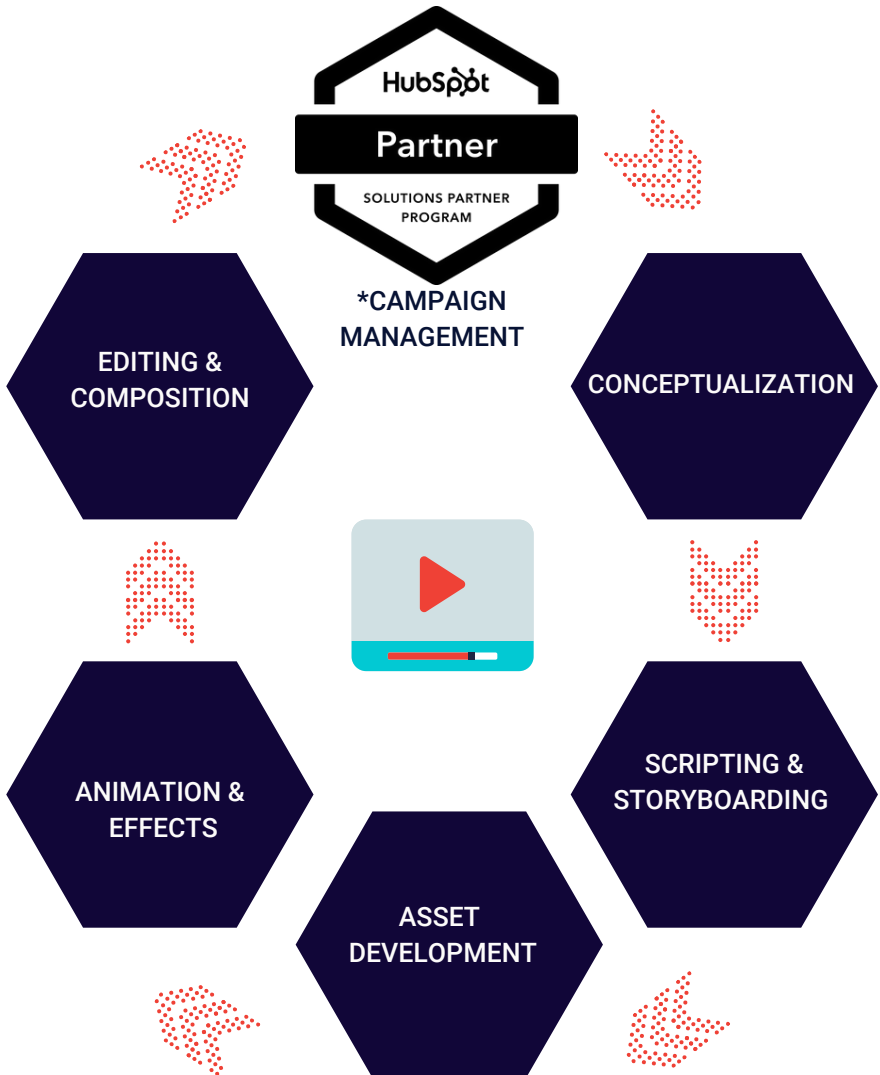 HubSpot
Partner
SOLUTIONS PARTNER
PROGRAM
*CAMPAIGN
MANAGEMENT
EDITING &
COMPOSITION
CONCEPTUALIZATION
ANIMATION &
EFFECTS
SCRIPTING &
STORYBOARDING
ASSET
DEVELOPMENT